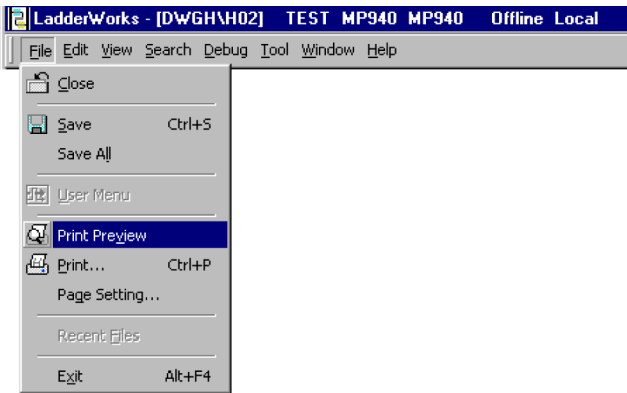 LadderWorks - [DWGH\H02] TEST MP940 MP940 Offline Local
File Edit View Search Debug Tool Window Help
Close
Save Ctrl+S
Save All
User Menu
Print Preview
Print... Ctrl+P
Page Setting...
Recent Files
Exit Alt+F4